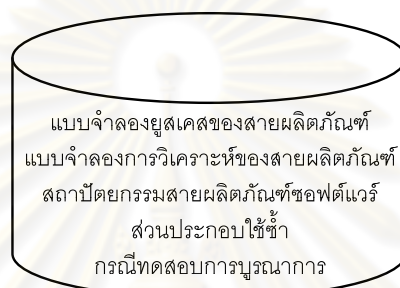 แบบจำลองยูสเคสของสายผลิตภัณฑ์
แบบจำลองการวิเคราะห์ของสายผลิตภัณฑ์
สถาปัตยกรรมสายผลิตภัณฑ์ซอฟต์แวร์
ส่วนประกอบใช้ซ้ำ
กรณีทดสอบการบูรณาการ